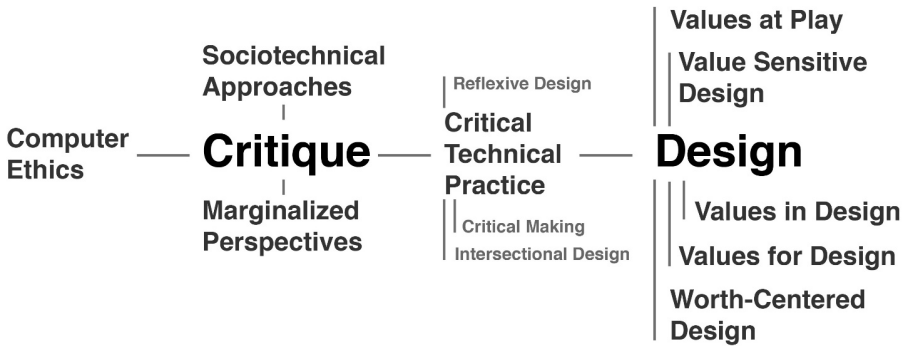 Computer
Ethics
Sociotechnical
Approaches
Critique
Marginalized
Perspectives
Reflexive Design
Critical
Technical
Practice
Critical Making
Intersectional Design
Values at Play
Value Sensitive
Design
Design
Values in Design
Values for Design
Worth-Centered
Design